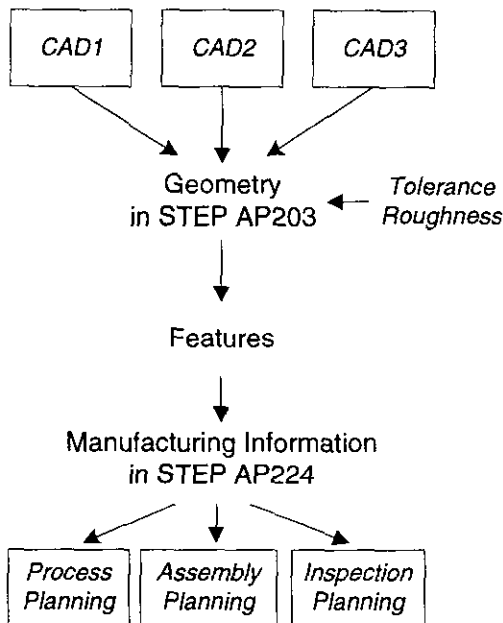 CAD1
CAD2
CAD3
Geometry
in STEP AP203
Tolerance
Roughness
Features
Manufacturing Information
in STEP AP224
Process
Planning
Assembly
Planning
Inspection
Planning